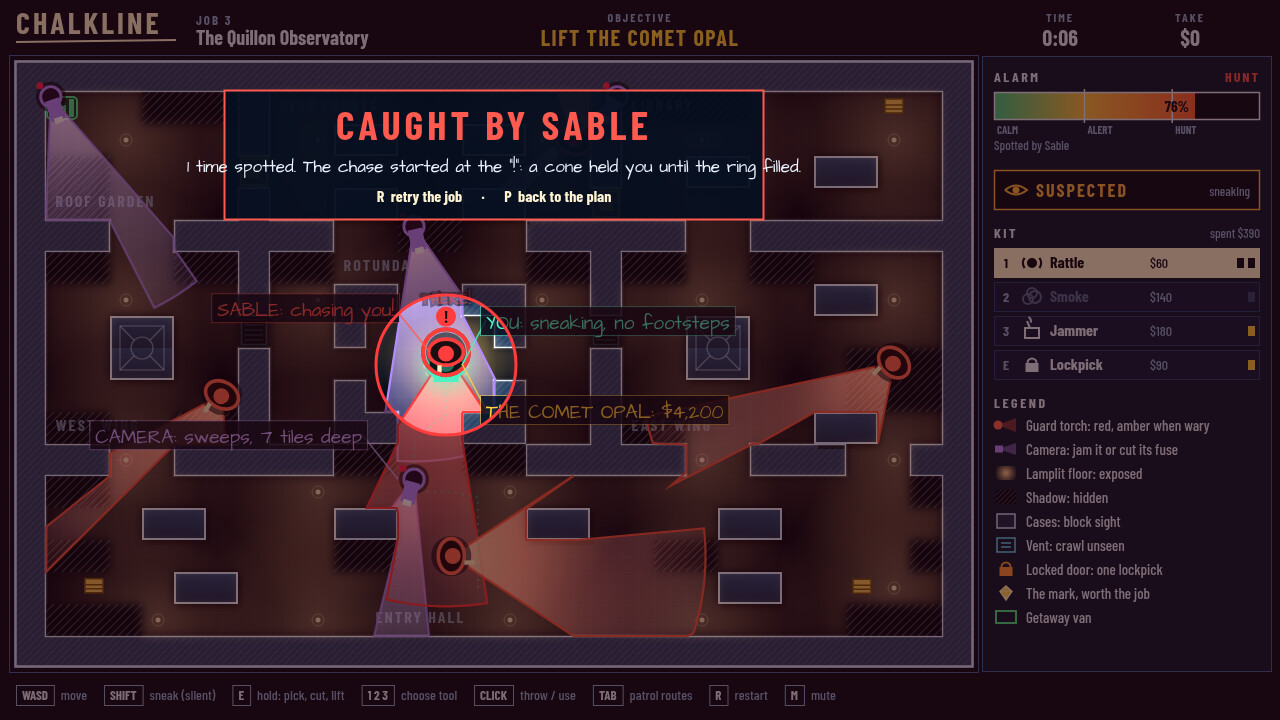 CHALKLINE
JOB 3
The Quillon Observatory
OBJECTIVE
LIFT THE COMET OPAL
TIME
0:06
TAKE
$0
CAUGHT BY SABLE
1 time spotted. The chase started at the "!": a cone held you until the ring filled.
R retry the job · P back to the plan
ROOF GARDEN
ROTUNDA
SABLE: chasing you!
YOU: sneaking, no footsteps
THE COMET OPAL: $4,200
CAMERA: sweeps, 7 tiles deep
WEST WING
EAST WING
!
ENTRY HALL
ALARM
HUNT
76%
CALM
ALERT
HUNT
Spotted by Sable
SUSPECTED
sneaking
KIT
spent $390
1 Rattle $60
2 Smoke $140
3 Jammer $180
E Lockpick $90
LEGEND
Guard torch: red, amber when wary
Camera: jam it or cut its fuse
Lamplit floor: exposed
Shadow: hidden
Cases: block sight
Vent: crawl unseen
Locked door: one lockpick
The mark, worth the job
Getaway van
WASD move SHIFT sneak (silent) E hold: pick, cut, lift 1 2 3 choose tool CLICK throw / use TAB patrol routes R restart M mute